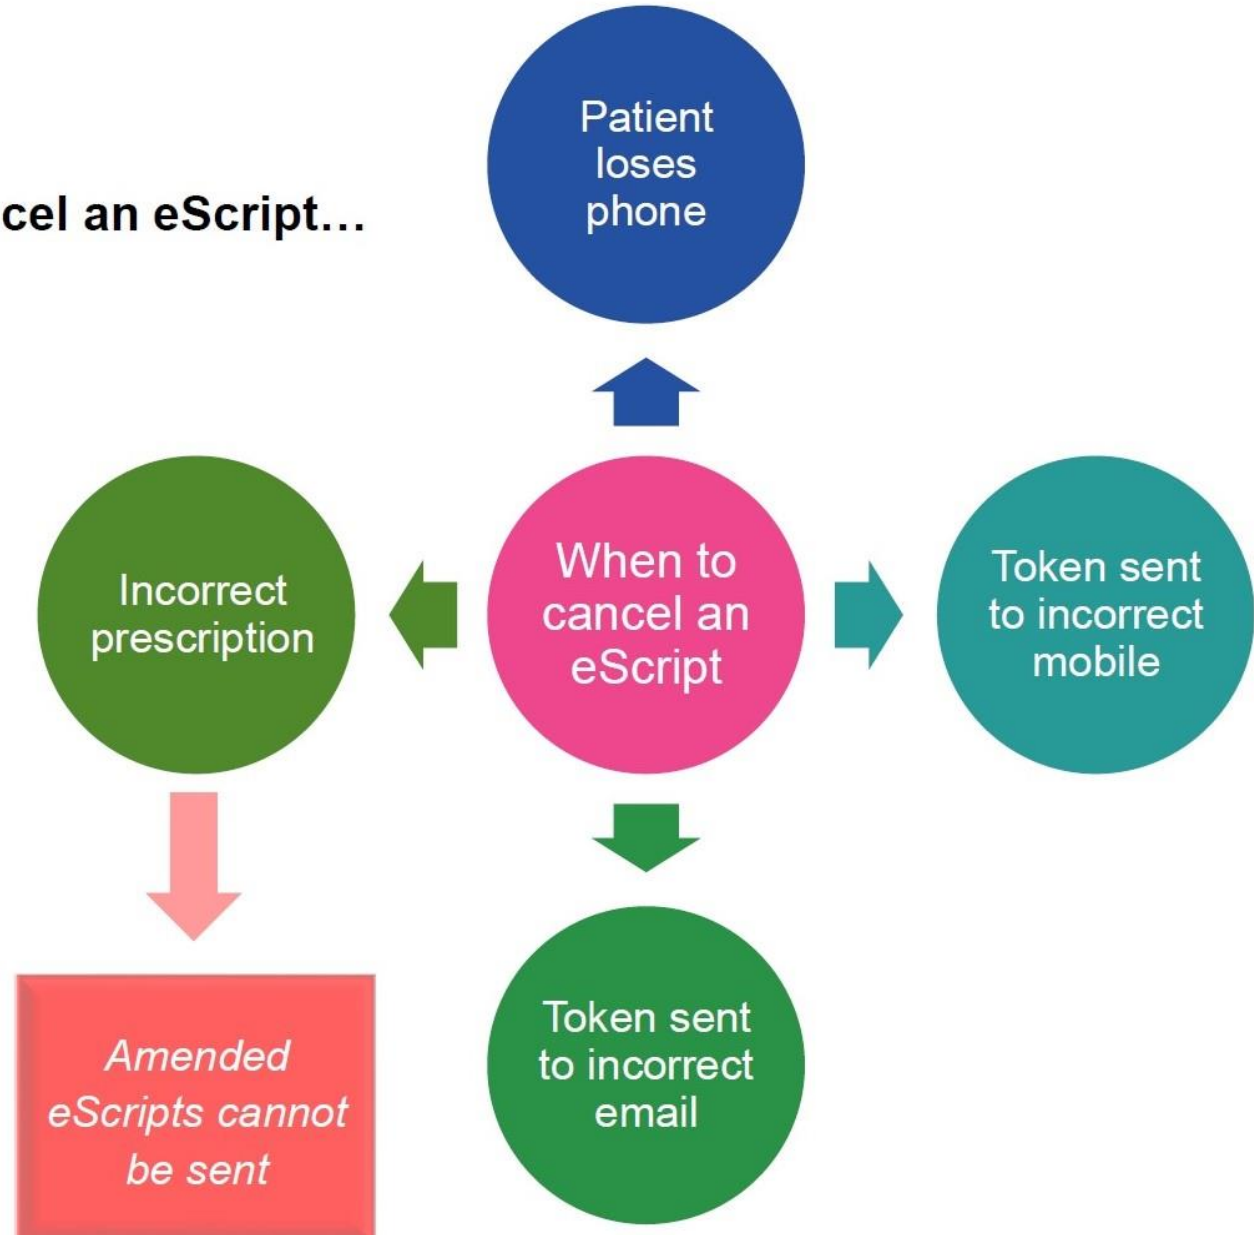 cel an eScript…
Patient
loses
phone
Incorrect
prescription
When to
cancel an
eScript
Token sent
to incorrect
mobile
Amended
eScripts cannot
be sent
Token sent
to incorrect
email